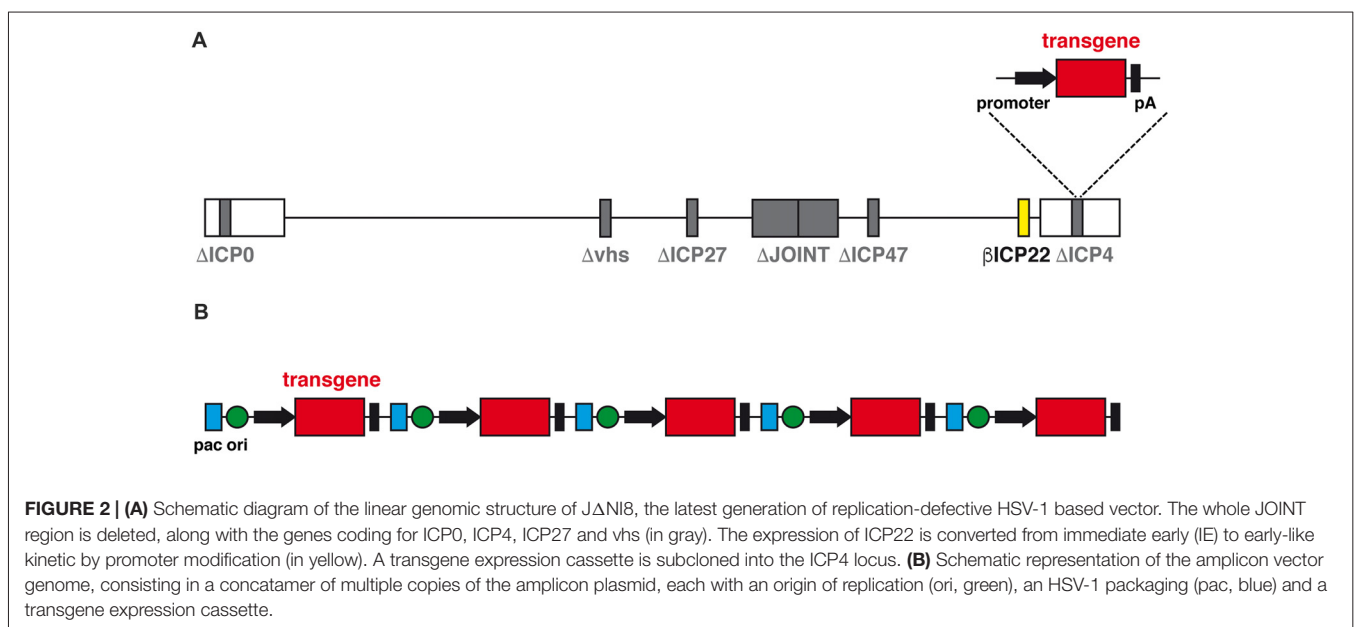 A
transgene
promoter
pA
ΔICP0
Δvhs
ΔICP27
ΔJOINT
ΔICP47
βICP22
ΔICP4
B
transgene
pac ori
FIGURE 2 | (A) Schematic diagram of the linear genomic structure of JΔNI8, the latest generation of replication-defective HSV-1 based vector. The whole JOINT
region is deleted, along with the genes coding for ICP0, ICP4, ICP27 and vhs (in gray). The expression of ICP22 is converted from immediate early (IE) to early-like
kinetic by promoter modification (in yellow). A transgene expression cassette is subcloned into the ICP4 locus. (B) Schematic representation of the amplicon vector
genome, consisting in a concatamer of multiple copies of the amplicon plasmid, each with an origin of replication (ori, green), an HSV-1 packaging (pac, blue) and a
transgene expression cassette.